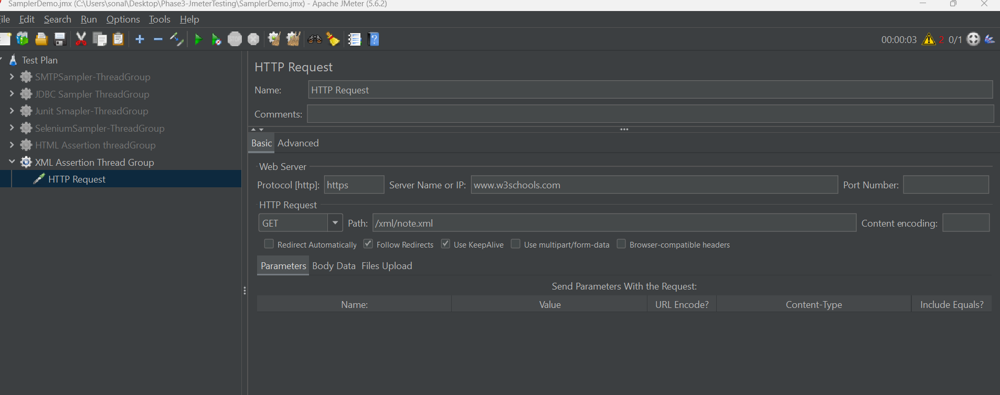 SamplerDemo.jmx (C:\Users\sonal\Desktop\Phase3-JmeterTesting\SamplerDemo.jmx) - Apache JMeter (5.6.2)
ile Edit Search Run Options Tools Help
STOP
00:00:03 2 0/1
Test Plan
SMTPSampler-ThreadGroup
JDBC Sampler ThreadGroup
Junit Smapler-ThreadGroup
SeleniumSampler-ThreadGroup
HTML Assertion threadGroup
XML Assertion Thread Group
HTTP Request
HTTP Request
Name: HTTP Request
Comments:
Basic Advanced
Web Server
Protocol [http]: https Server Name or IP: www.w3schools.com Port Number:
HTTP Request
GET Path: /xml/note.xml Content encoding:
Redirect Automatically Follow Redirects Use KeepAlive Use multipart/form-data Browser-compatible headers
Parameters Body Data Files Upload
Send Parameters With the Request:
Name: Value URL Encode? Content-Type Include Equals?